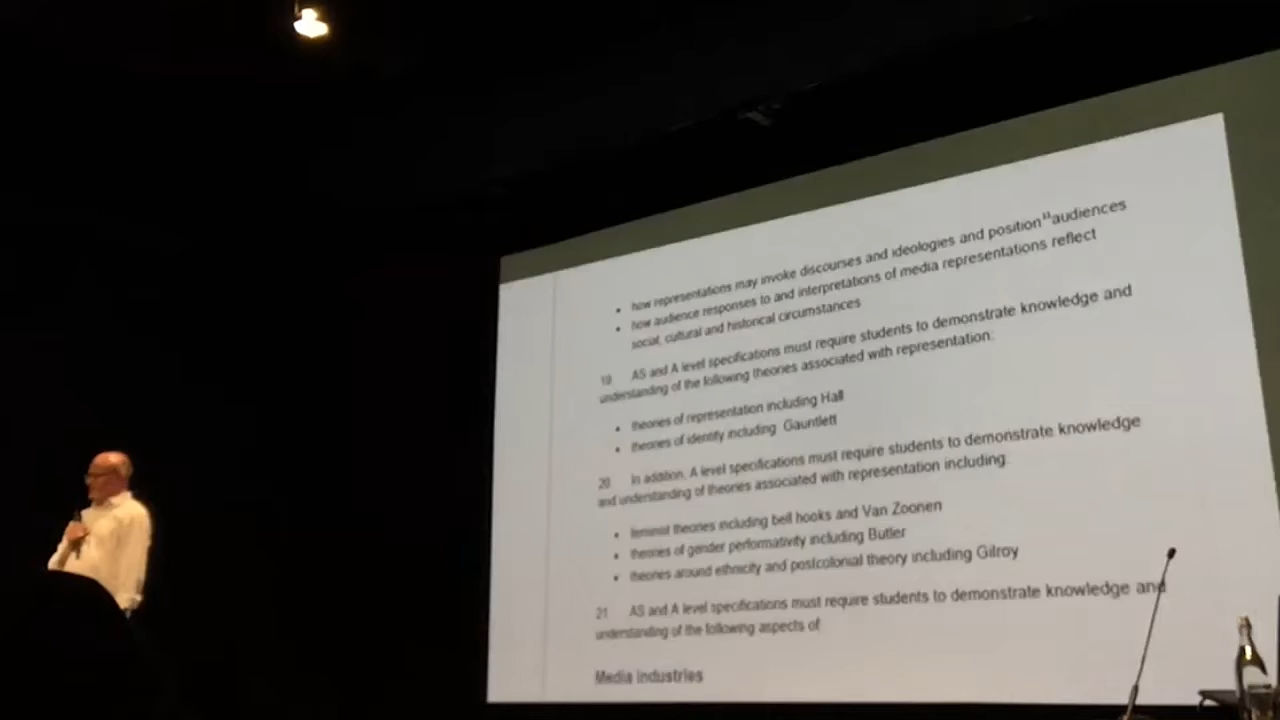 • how representations may invoke discourses and ideologies and position¹³audiences
• how audience responses to and interpretations of media representations reflect
social, cultural and historical circumstances
19 AS and A level specifications must require students to demonstrate knowledge and
understanding of the following theories associated with representation:
• theories of representation including Hall
• theories of identity including Gauntlett
20 In addition, A level specifications must require students to demonstrate knowledge
and understanding of theories associated with representation including:
• feminist theories including bell hooks and Van Zoonen
• theories of gender performativity including Butler
• theories around ethnicity and postcolonial theory including Gilroy
21 AS and A level specifications must require students to demonstrate knowledge and
understanding of the following aspects of:
Media industries